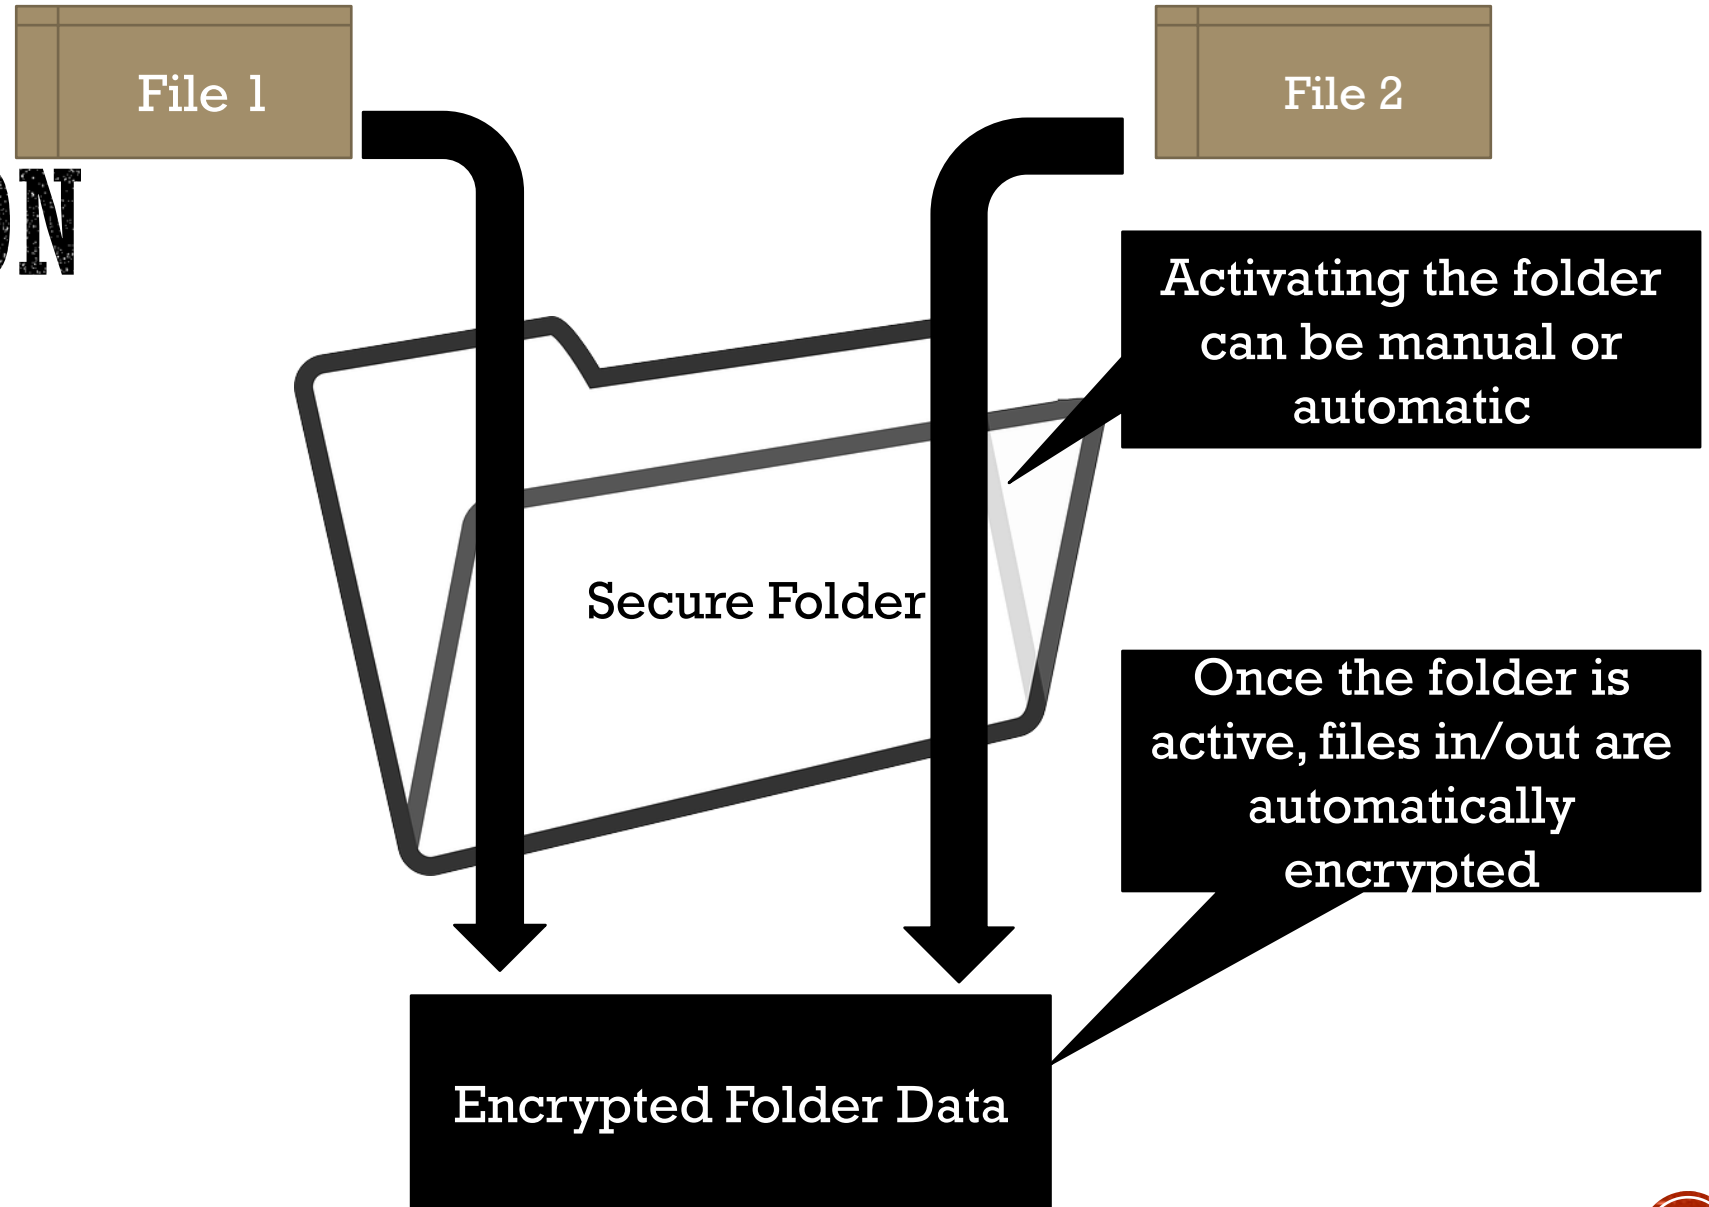 File 1
File 2
ON
Activating the folder
can be manual or
automatic
Secure Folder
Once the folder is
active, files in/out are
automatically
encrypted
Encrypted Folder Data